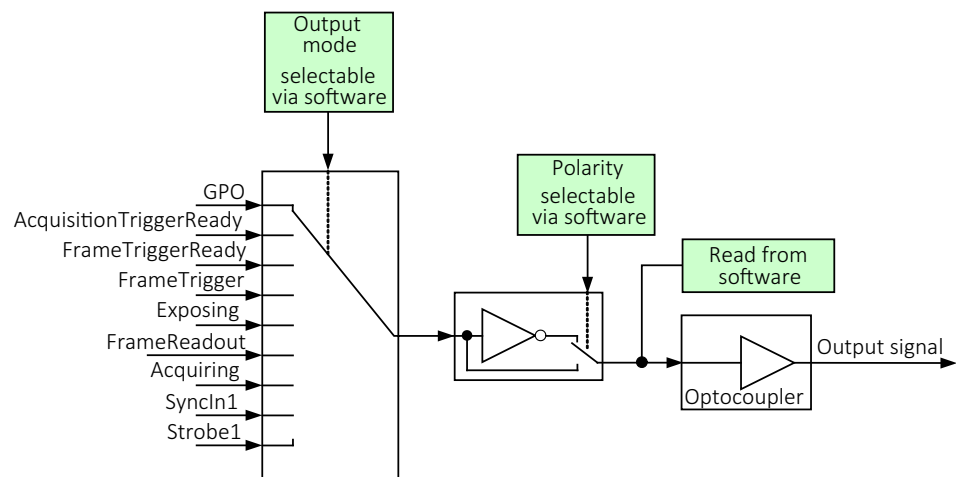 Output
mode
selectable
via software
Polarity
selectable
via software
Read from
software
GPO
AcquisitionTriggerReady
FrameTriggerReady
FrameTrigger
Exposing
FrameReadout
Acquiring
SyncIn1
Strobe1
Optocoupler
Output signal